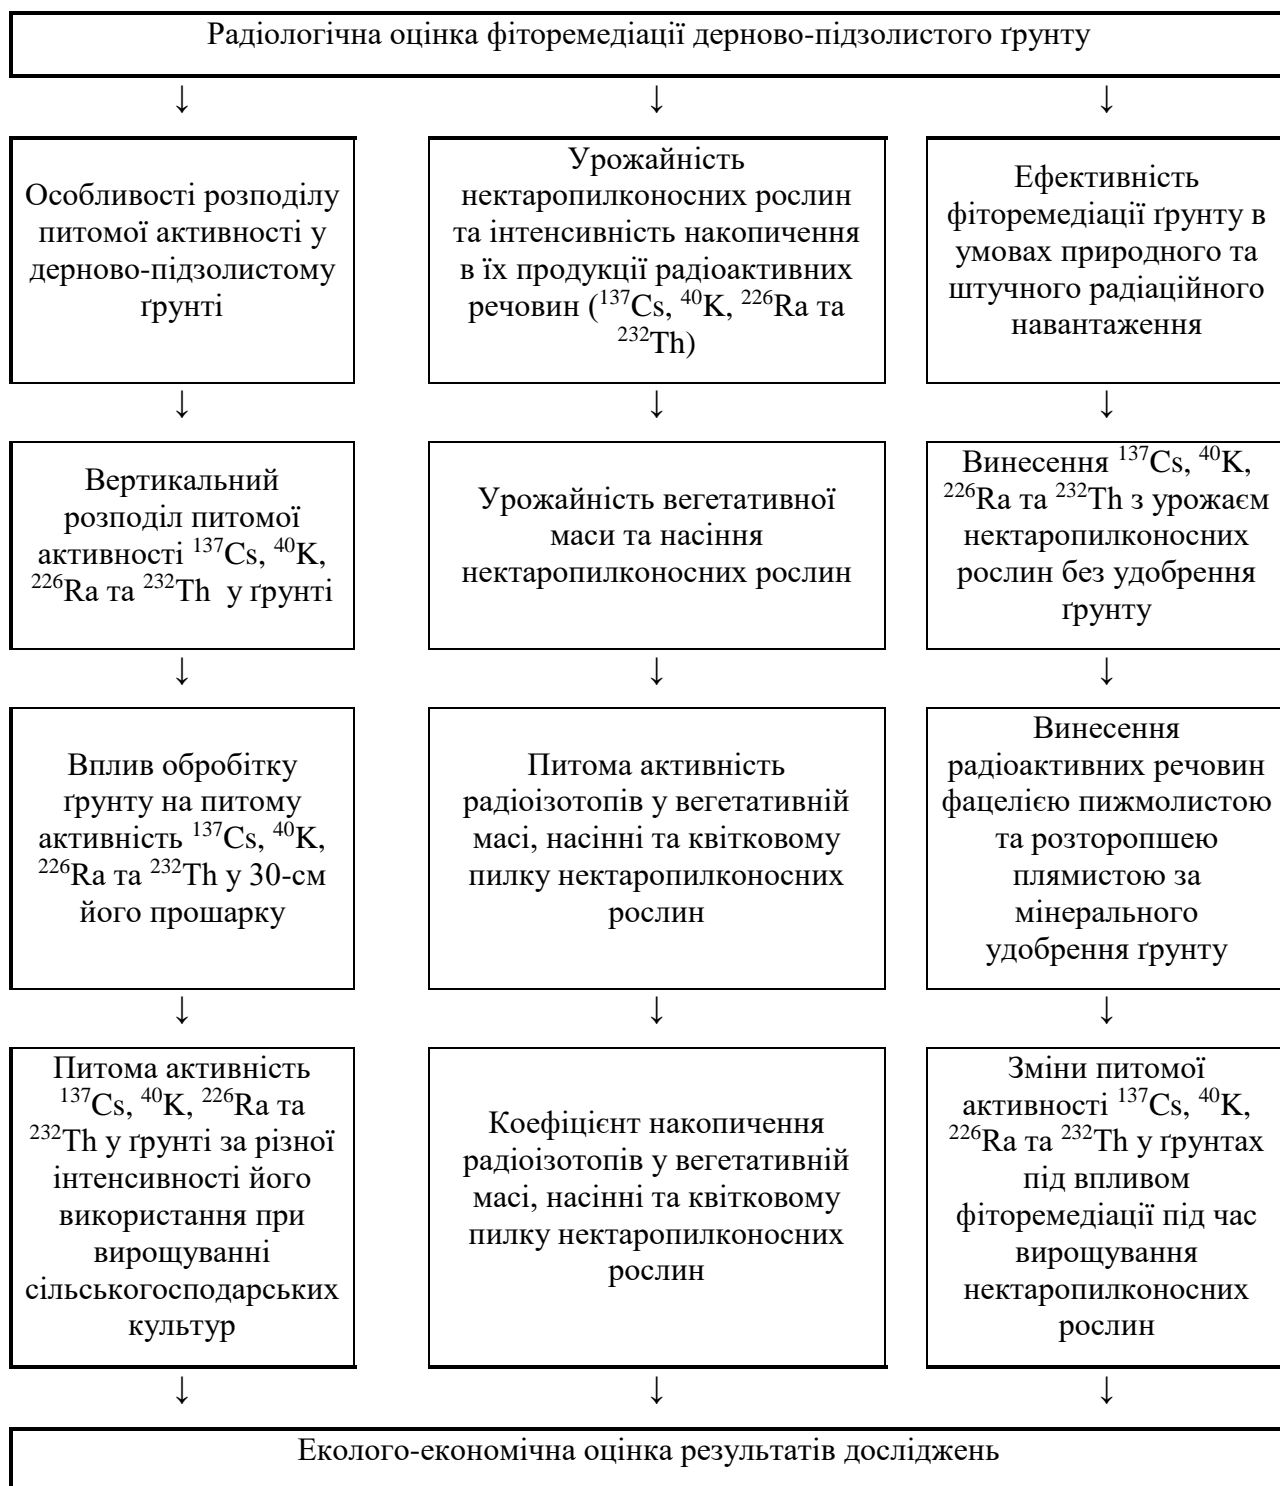 Радіологічна оцінка фіторемедіації дерново-підзолистого ґрунту
↓ ↓ ↓
Особливості розподілу
питомої активності у
дерново-підзолистому
ґрунті
Урожайність
нектаропилконосних рослин
та інтенсивність накопичення
в їх продукції радіоактивних
речовин (¹³⁷Cs, ⁴⁰K, ²²⁶Ra та
²³²Th)
Ефективність
фіторемедіації ґрунту в
умовах природного та
штучного радіаційного
навантаження
↓ ↓ ↓
Вертикальний
розподіл питомої
активності ¹³⁷Cs, ⁴⁰K,
²²⁶Ra та ²³²Th у ґрунті
Урожайність вегетативної
маси та насіння
нектаропилконосних рослин
Винесення ¹³⁷Cs, ⁴⁰K,
²²⁶Ra та ²³²Th з урожаєм
нектаропилконосних
рослин без удобрення
ґрунту
↓ ↓ ↓
Вплив обробітку
ґрунту на питому
активність ¹³⁷Cs, ⁴⁰K,
²²⁶Ra та ²³²Th у 30-см
його прошарку
Питома активність
радіоізотопів у вегетативній
масі, насінні та квітковому
пилку нектаропилконосних
рослин
Винесення
радіоактивних речовин
фацелією пижмолистою
та розторопшею
плямистою за
мінерального
удобрення ґрунту
↓ ↓ ↓
Питома активність
¹³⁷Cs, ⁴⁰K, ²²⁶Ra та
²³²Th у ґрунті за різної
інтенсивності його
використання при
вирощуванні
сільськогосподарських
культур
Коефіцієнт накопичення
радіоізотопів у вегетативній
масі, насінні та квітковому
пилку нектаропилконосних
рослин
Зміни питомої
активності ¹³⁷Cs, ⁴⁰K,
²²⁶Ra та ²³²Th у ґрунтах
під впливом
фіторемедіації під час
вирощування
нектаропилконосних
рослин
↓ ↓ ↓
Еколого-економічна оцінка результатів досліджень